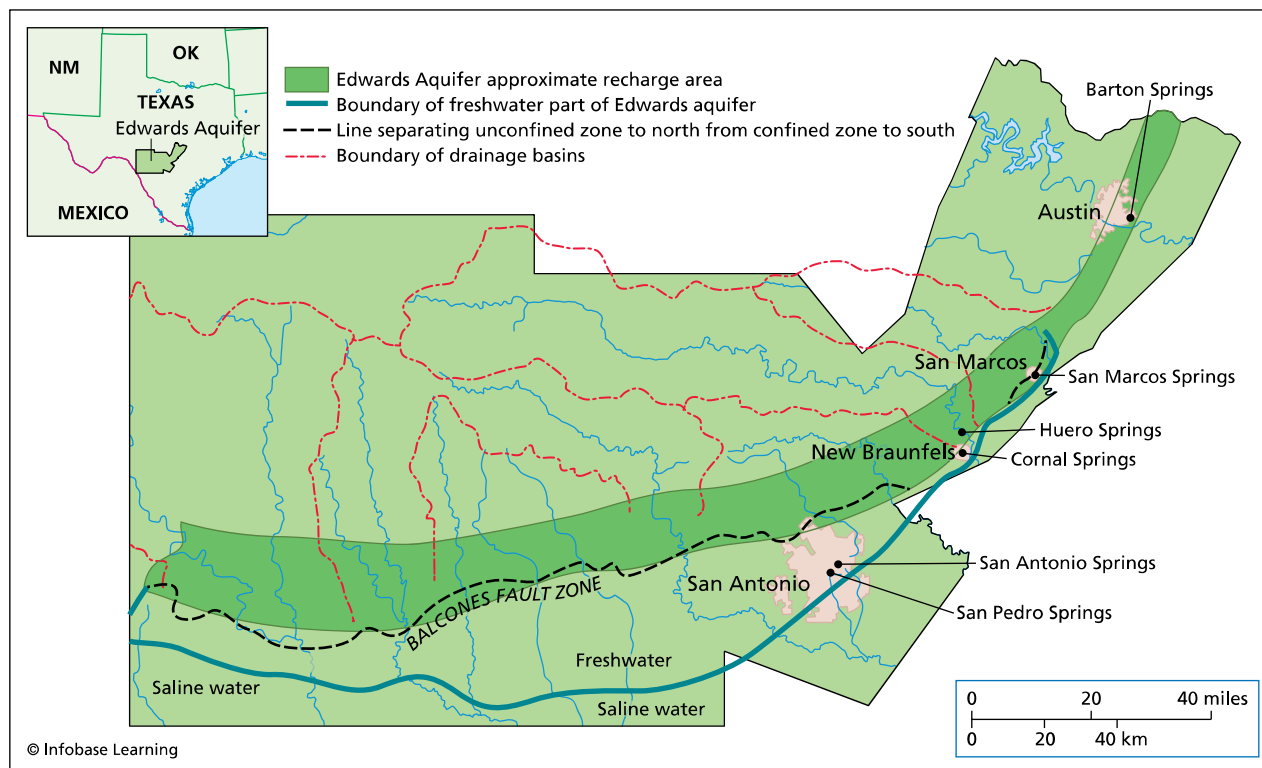 NM
OK
TEXAS
Edwards Aquifer
MEXICO
Edwards Aquifer approximate recharge area
Boundary of freshwater part of Edwards aquifer
Line separating unconfined zone to north from confined zone to south
Boundary of drainage basins
Barton Springs
Austin
San Marcos
San Marcos Springs
Huero Springs
New Braunfels
Cornal Springs
San Antonio
San Antonio Springs
San Pedro Springs
BALCONES FAULT ZONE
Freshwater
Saline water
Saline water
0 20 40 miles
0 20 40 km
© Infobase Learning